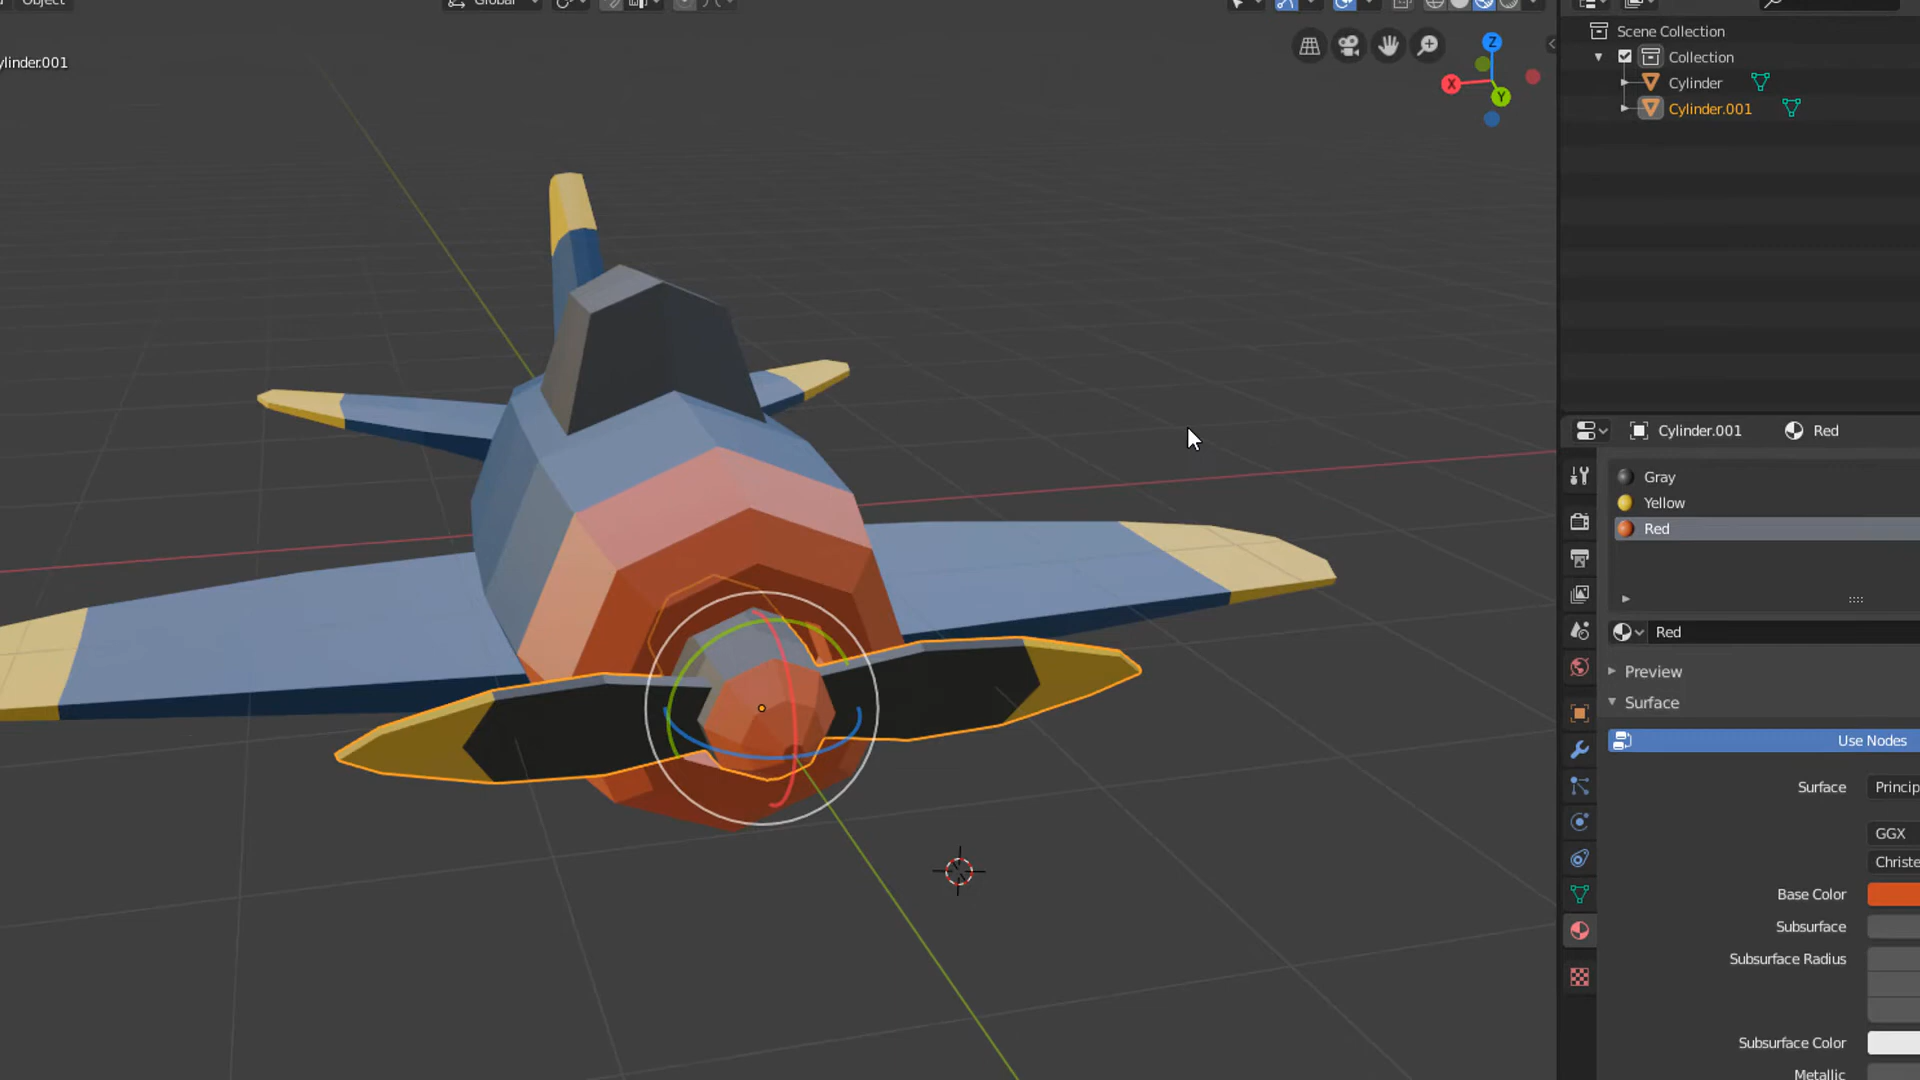 Object
Global
ylinder.001
Z
X
Y
Scene Collection
Collection
Cylinder
Cylinder.001
Cylinder.001 Red
Gray
Yellow
Red
Red
Preview
Surface
Use Nodes
Surface Princip
GGX
Christe
Base Color
Subsurface
Subsurface Radius
Subsurface Color
Metallic